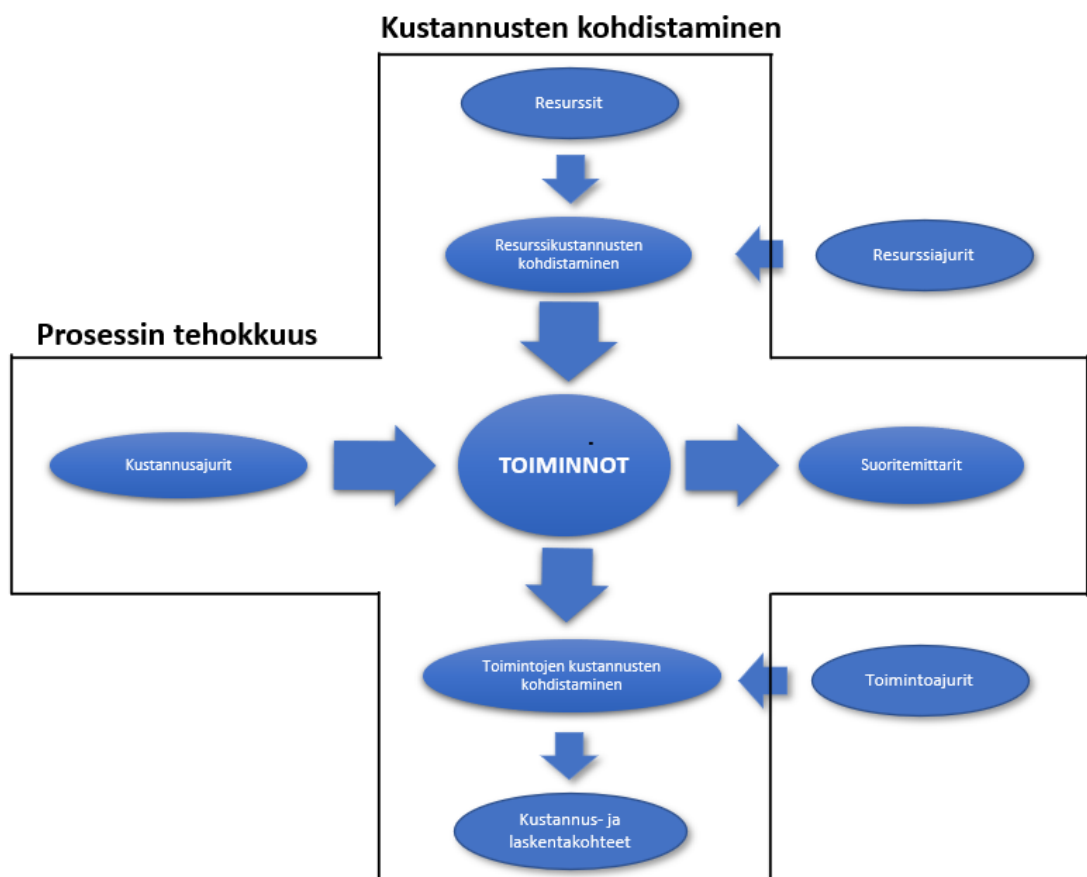 Kustannusten kohdistaminen
Resurssit
Resurssikustannusten
kohdistaminen
Resurssiajurit
Prosessin tehokkuus
Kustannusajurit
TOIMINNOT
Suoritemittarit
Toimintojen kustannusten
kohdistaminen
Toimintoajurit
Kustannus- ja
laskentakohteet